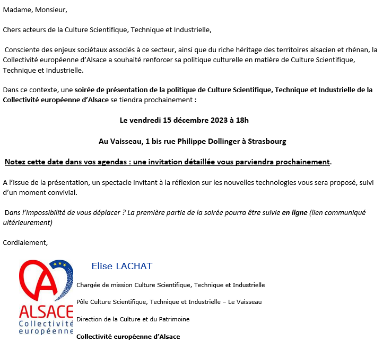 Madame, Monsieur,
Chers acteurs de la Culture Scientifique, Technique et Industrielle,
Consciente des enjeux sociétaux associés à ce secteur, ainsi que du riche héritage des territoires alsacien et rhénan, la
Collectivité européenne d'Alsace a souhaité renforcer sa politique culturelle en matière de Culture Scientifique,
Technique et Industrielle.
Dans ce contexte, une soirée de présentation de la politique de Culture Scientifique, Technique et Industrielle de la
Collectivité européenne d'Alsace se tiendra prochainement :
Le vendredi 15 décembre 2023 à 18h
Au Vaisseau, 1 bis rue Philippe Dollinger à Strasbourg
Notez cette date dans vos agendas : une invitation détaillée vous parviendra prochainement.
A l'issue de la présentation, un spectacle invitant à la réflexion sur les nouvelles technologies vous sera proposé, suivi
d'un moment convivial.
Dans l'impossibilité de vous déplacer ? La première partie de la soirée pourra être suivie en ligne (lien communiqué
ultérieurement)
Cordialement,
Elise LACHAT
Chargée de mission Culture Scientifique, Technique et Industrielle
Pôle Culture Scientifique, Technique et Industrielle – Le Vaisseau
Direction de la Culture et du Patrimoine
Collectivité européenne d'Alsace
ALSACE
Collectivité
européenne